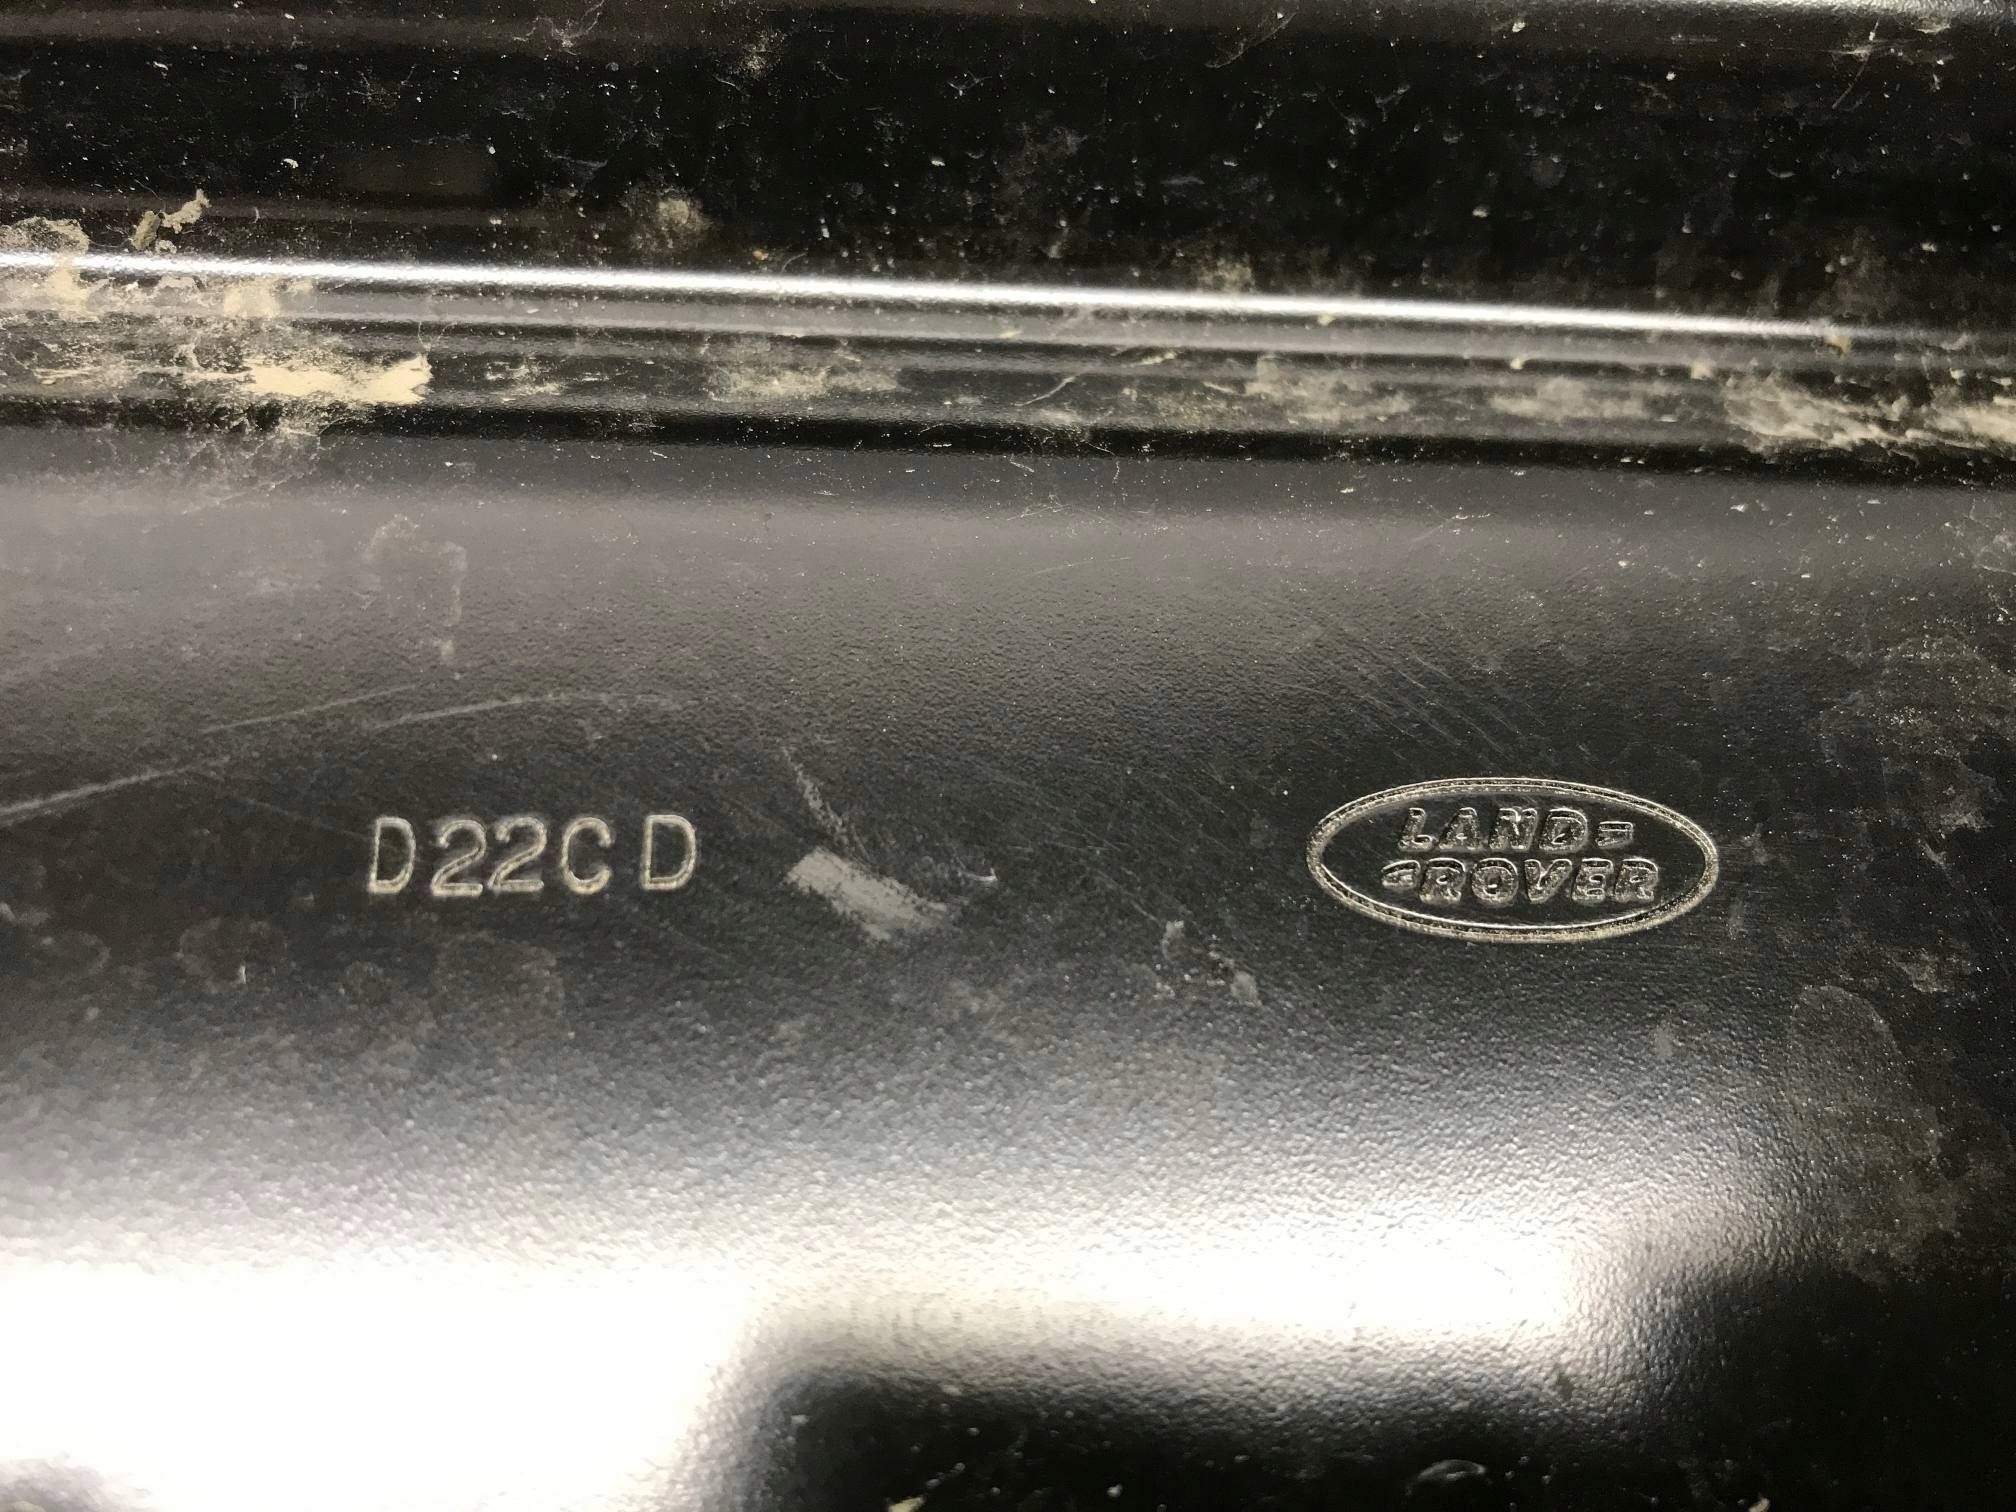 D22CD
LAND=
=ROVER